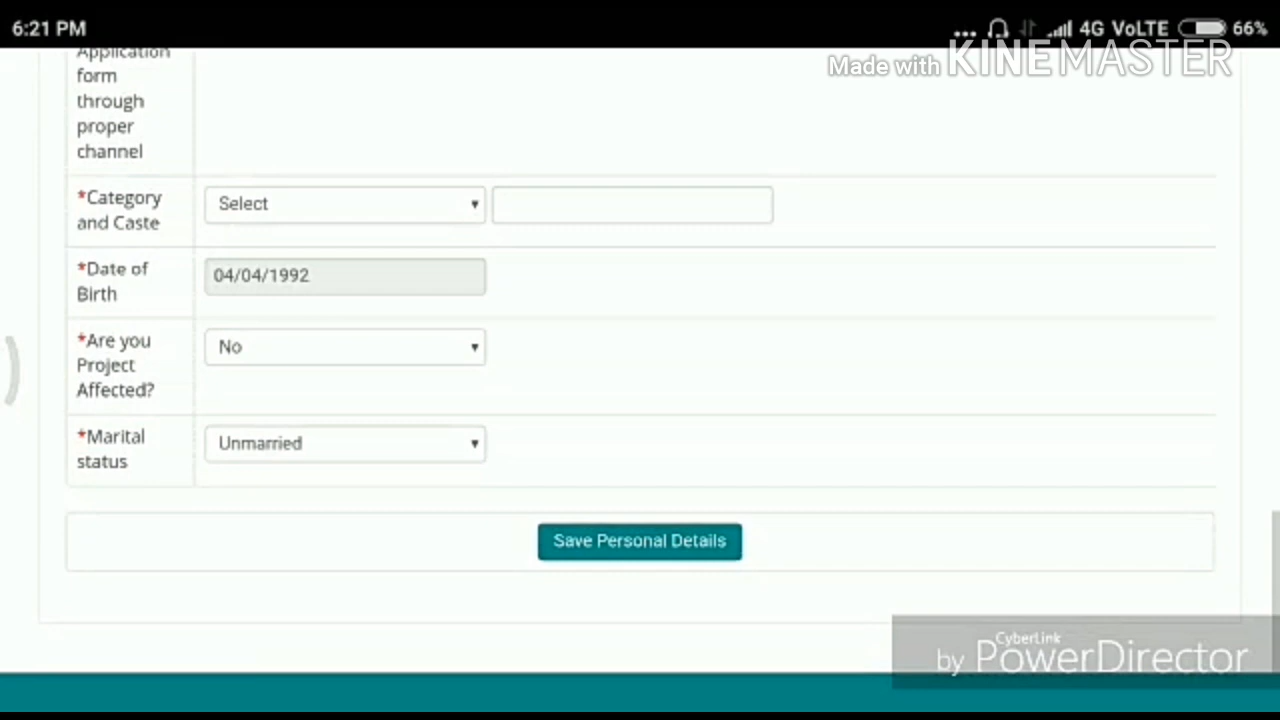 6:21 PM
... 4G VoLTE 66%
Made with KINEMASTER
Application
form
through
proper
channel
*Category
and Caste
Select
*Date of
Birth
04/04/1992
*Are you
Project
Affected?
No
*Marital
status
Unmarried
Save Personal Details
CyberLink
by PowerDirector